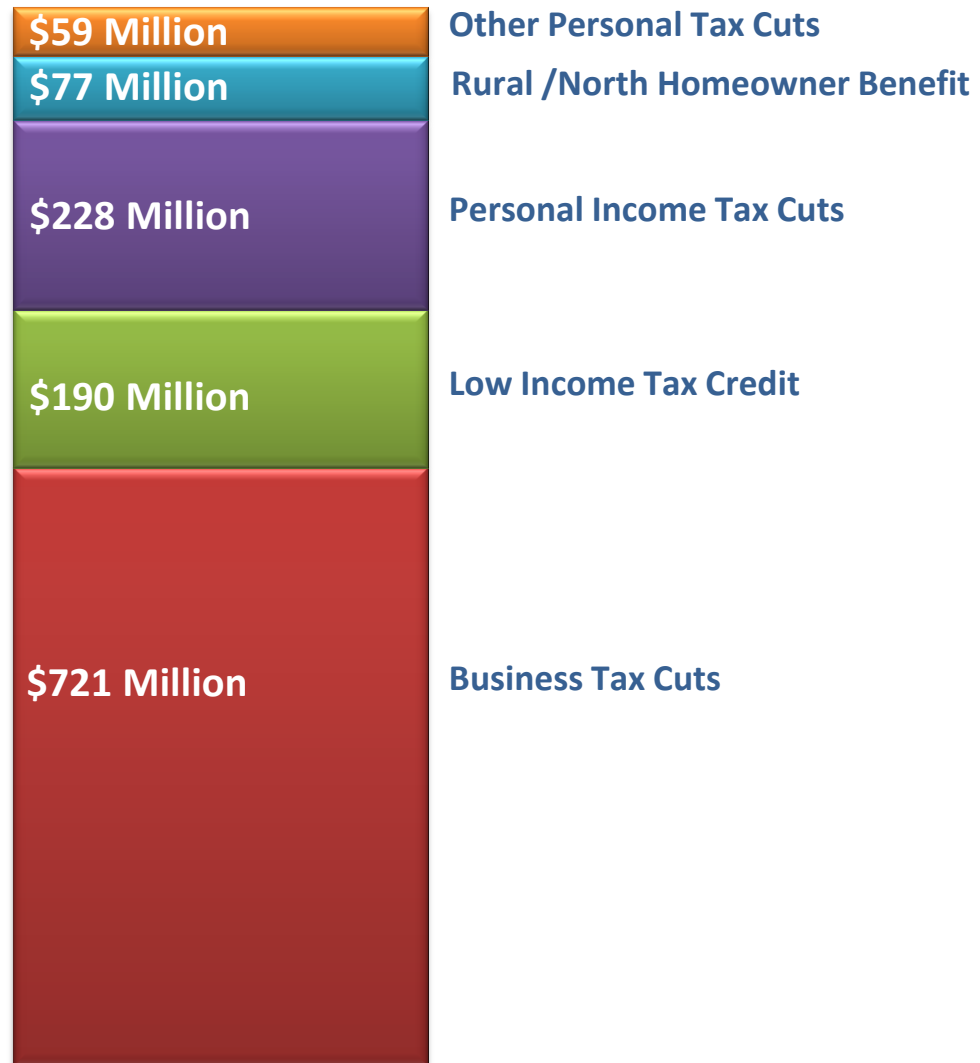 $59 Million Other Personal Tax Cuts
$77 Million Rural /North Homeowner Benefit
$228 Million Personal Income Tax Cuts
$190 Million Low Income Tax Credit
$721 Million Business Tax Cuts